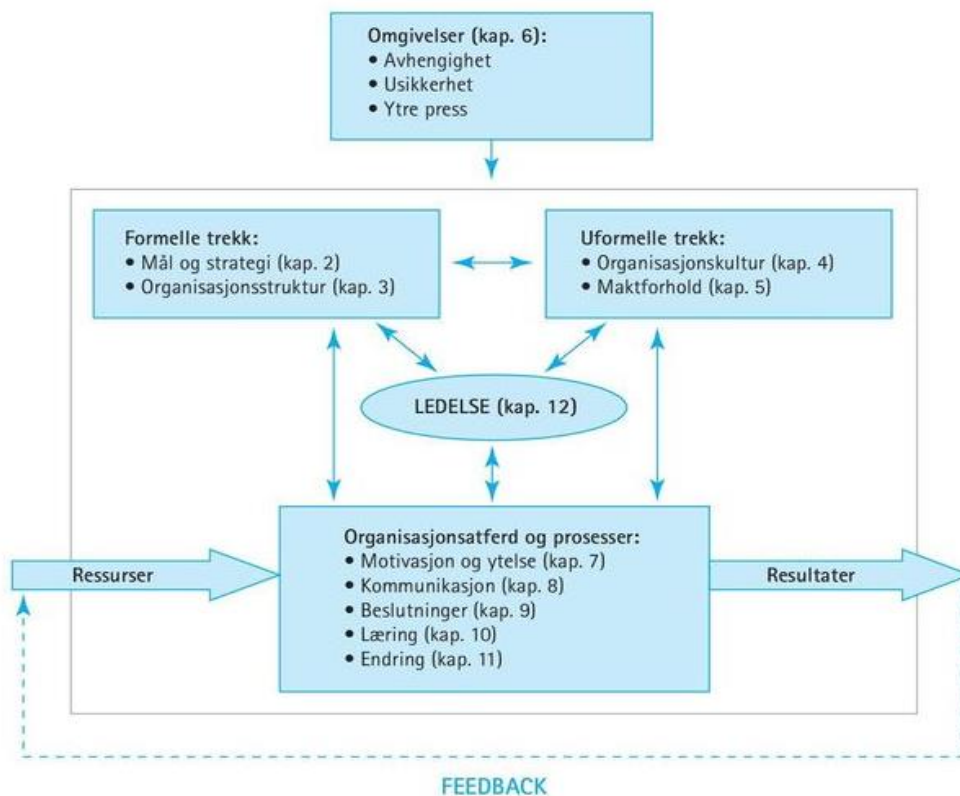 Omgivelser (kap. 6):
• Avhengighet
• Usikkerhet
• Ytre press
Formelle trekk:
• Mål og strategi (kap. 2)
• Organisasjonsstruktur (kap. 3)
Uformelle trekk:
• Organisasjonskultur (kap. 4)
• Maktforhold (kap. 5)
LEDELSE (kap. 12)
Organisasjonsatferd og prosesser:
• Motivasjon og ytelse (kap. 7)
• Kommunikasjon (kap. 8)
• Beslutninger (kap. 9)
• Læring (kap. 10)
• Endring (kap. 11)
Ressurser
Resultater
FEEDBACK